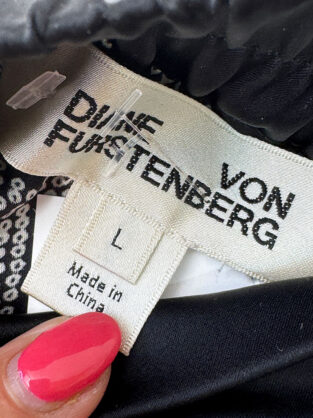 DIANE VON
FURSTENBERG
L
Made in
China